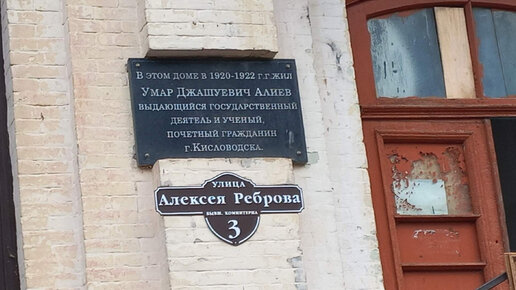 В этом доме в 1920-1922 г.г. жил
Умар Джашуевич Алиев
выдающийся государственный
деятель и ученый,
почетный гражданин
г. Кисловодска.
улица
Алексея Реброва
бывш. Коминтерна
3